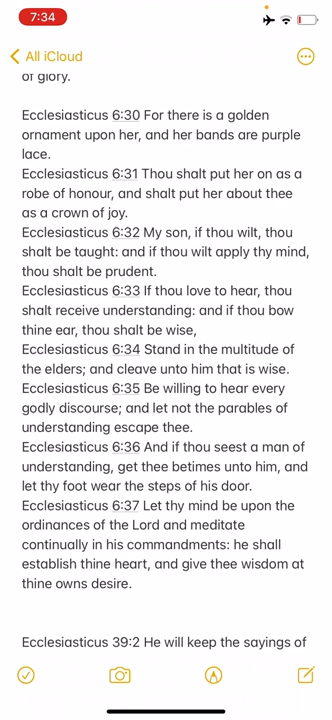 7:34
All iCloud
of glory.
Ecclesiasticus 6:30 For there is a golden
ornament upon her, and her bands are purple
lace.
Ecclesiasticus 6:31 Thou shalt put her on as a
robe of honour, and shalt put her about thee
as a crown of joy.
Ecclesiasticus 6:32 My son, if thou wilt, thou
shalt be taught: and if thou wilt apply thy mind,
thou shalt be prudent.
Ecclesiasticus 6:33 If thou love to hear, thou
shalt receive understanding: and if thou bow
thine ear, thou shalt be wise,
Ecclesiasticus 6:34 Stand in the multitude of
the elders; and cleave unto him that is wise.
Ecclesiasticus 6:35 Be willing to hear every
godly discourse; and let not the parables of
understanding escape thee.
Ecclesiasticus 6:36 And if thou seest a man of
understanding, get thee betimes unto him, and
let thy foot wear the steps of his door.
Ecclesiasticus 6:37 Let thy mind be upon the
ordinances of the Lord and meditate
continually in his commandments: he shall
establish thine heart, and give thee wisdom at
thine owns desire.
Ecclesiasticus 39:2 He will keep the sayings of